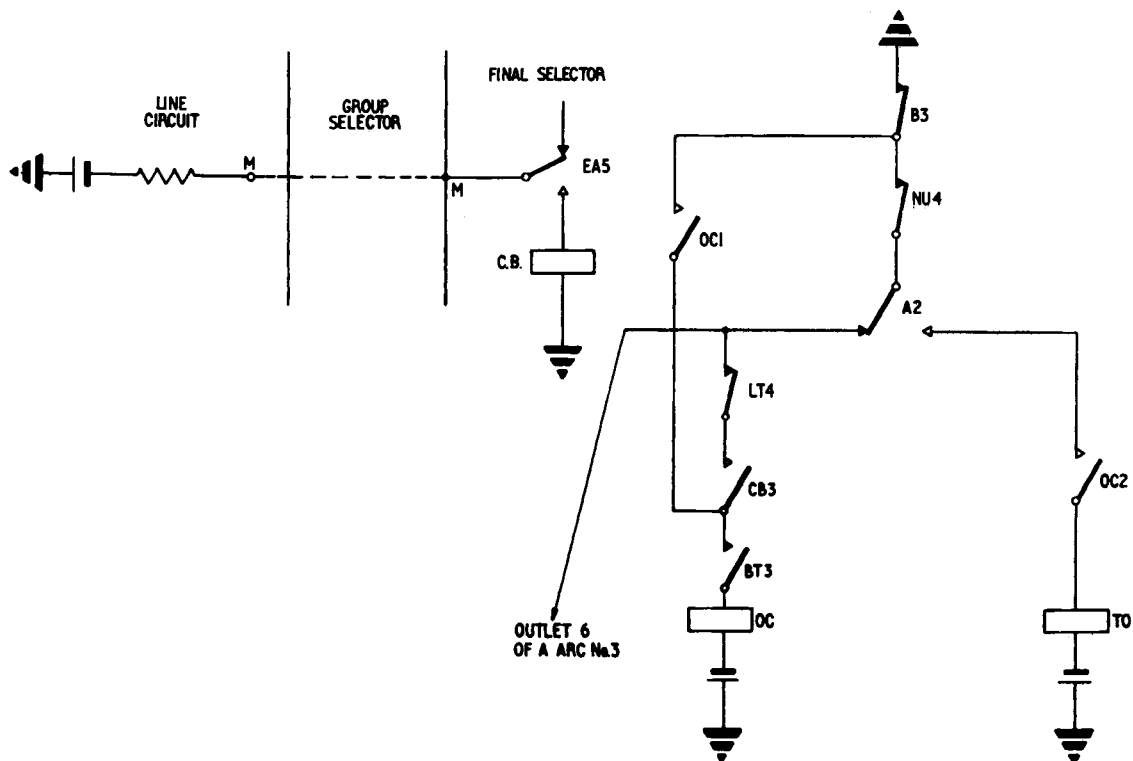 LINE
CIRCUIT
GROUP
SELECTOR
FINAL SELECTOR
M
M
EA5
C.B.
B3
NU4
OC1
A2
LT4
CB3
OC2
BT3
OC
TO
OUTLET 6
OF A ARC No.3